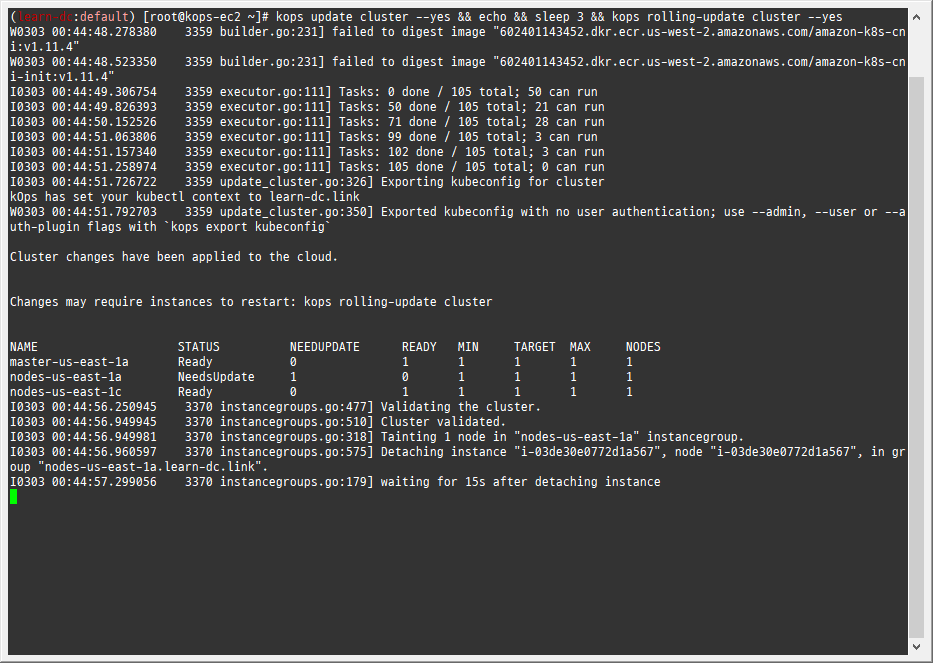 (learn-dc:default) [root@kops-ec2 ~]# kops update cluster --yes && echo && sleep 3 && kops rolling-update cluster --yes
W0303 00:44:48.278380    3359 builder.go:231] failed to digest image "602401143452.dkr.ecr.us-west-2.amazonaws.com/amazon-k8s-cn
i:v1.11.4"
W0303 00:44:48.523350    3359 builder.go:231] failed to digest image "602401143452.dkr.ecr.us-west-2.amazonaws.com/amazon-k8s-cn
i-init:v1.11.4"
I0303 00:44:49.306754    3359 executor.go:111] Tasks: 0 done / 105 total; 50 can run
I0303 00:44:49.826393    3359 executor.go:111] Tasks: 50 done / 105 total; 21 can run
I0303 00:44:50.152526    3359 executor.go:111] Tasks: 71 done / 105 total; 28 can run
I0303 00:44:51.063806    3359 executor.go:111] Tasks: 99 done / 105 total; 3 can run
I0303 00:44:51.157340    3359 executor.go:111] Tasks: 102 done / 105 total; 3 can run
I0303 00:44:51.258974    3359 executor.go:111] Tasks: 105 done / 105 total; 0 can run
I0303 00:44:51.726722    3359 update_cluster.go:326] Exporting kubeconfig for cluster
kOps has set your kubectl context to learn-dc.link
W0303 00:44:51.792703    3359 update_cluster.go:350] Exported kubeconfig with no user authentication; use --admin, --user or --a
uth-plugin flags with `kops export kubeconfig`
Cluster changes have been applied to the cloud.
Changes may require instances to restart: kops rolling-update cluster
NAME                    STATUS          NEEDUPDATE      READY   MIN     TARGET  MAX     NODES
master-us-east-1a       Ready           0               1       1       1       1       1
nodes-us-east-1a        NeedsUpdate     1               0       1       1       1       1
nodes-us-east-1c        Ready           0               1       1       1       1       1
I0303 00:44:56.250945    3370 instancegroups.go:477] Validating the cluster.
I0303 00:44:56.949945    3370 instancegroups.go:510] Cluster validated.
I0303 00:44:56.949981    3370 instancegroups.go:318] Tainting 1 node in "nodes-us-east-1a" instancegroup.
I0303 00:44:56.960597    3370 instancegroups.go:575] Detaching instance "i-03de30e0772d1a567", node "i-03de30e0772d1a567", in gr
oup "nodes-us-east-1a.learn-dc.link".
I0303 00:44:57.299056    3370 instancegroups.go:179] waiting for 15s after detaching instance